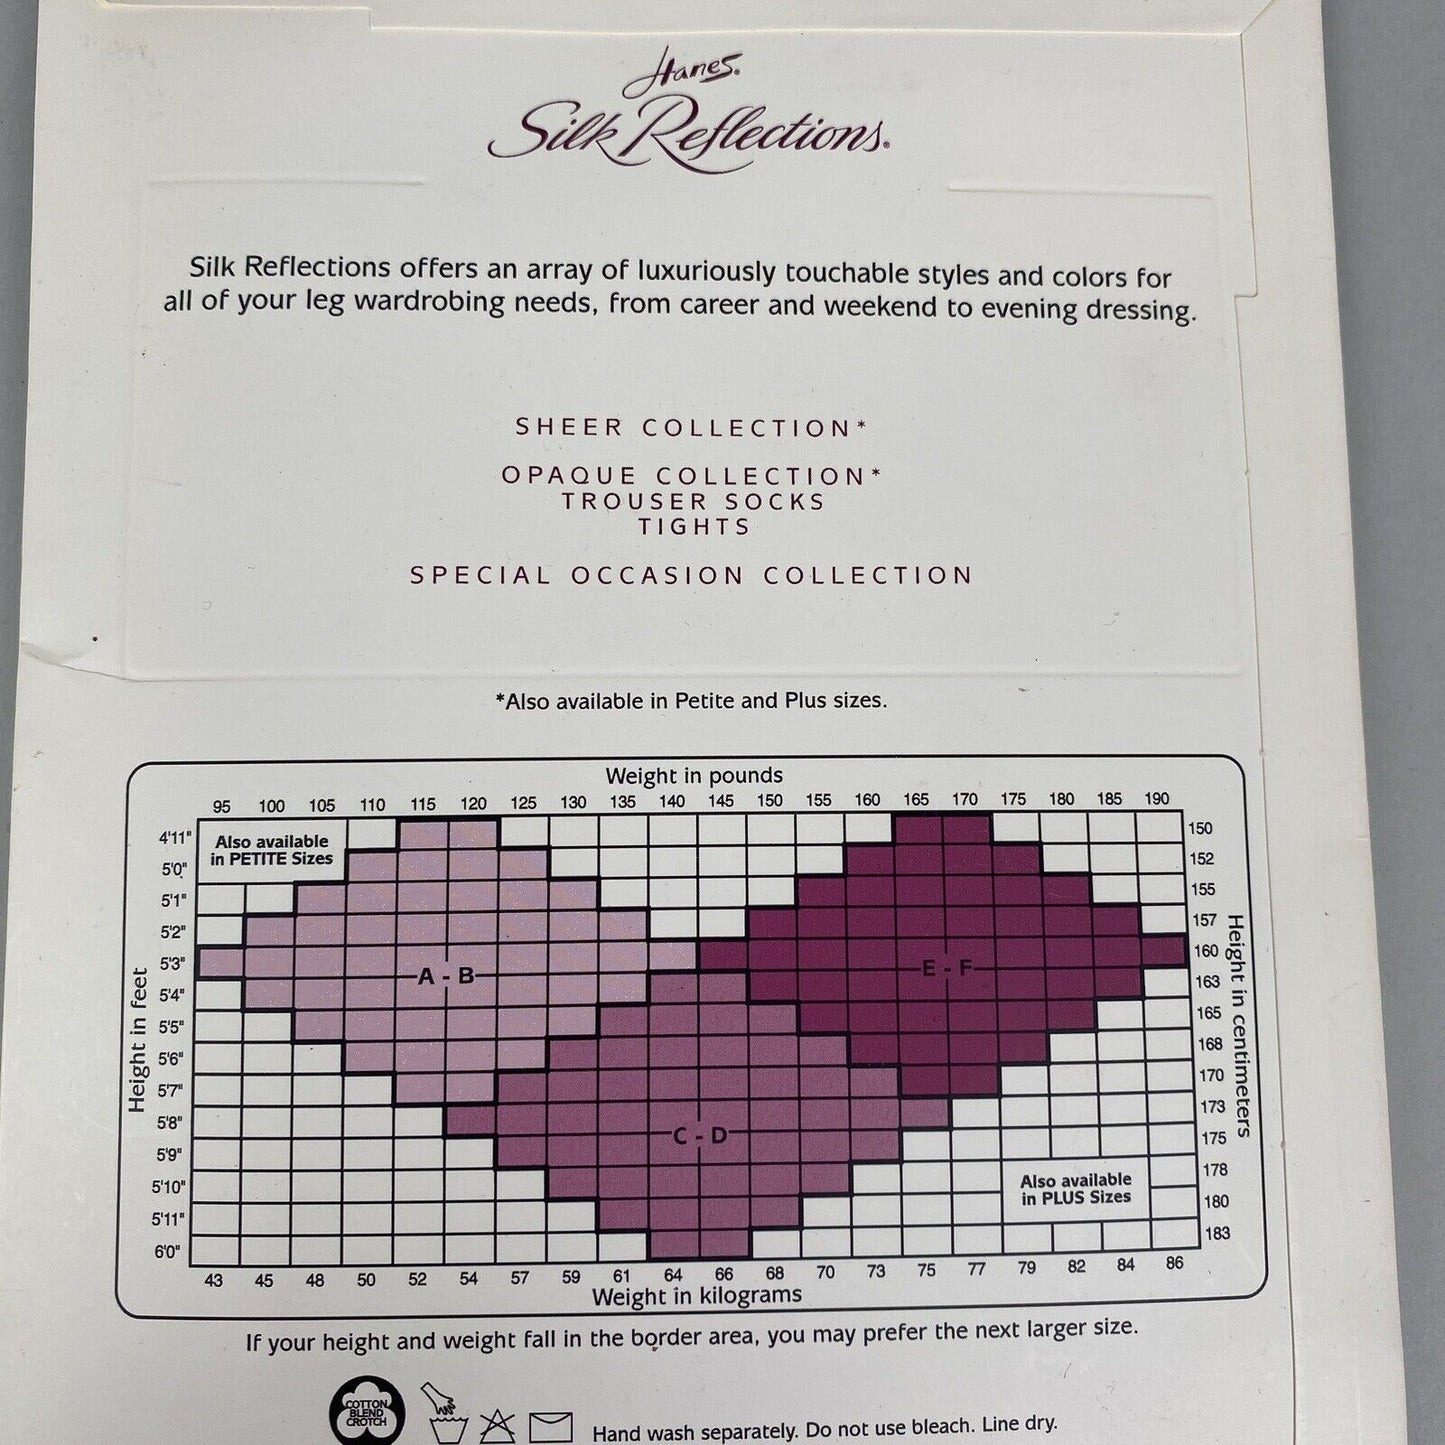 Hanes®
Silk Reflections®
Silk Reflections offers an array of luxuriously touchable styles and colors for
all of your leg wardrobing needs, from career and weekend to evening dressing.
SHEER COLLECTION*
OPAQUE COLLECTION*
TROUSER SOCKS
TIGHTS
SPECIAL OCCASION COLLECTION
*Also available in Petite and Plus sizes.
Weight in pounds
95 100 105 110 115 120 125 130 135 140 145 150 155 160 165 170 175 180 185 190
Also available
in PETITE Sizes
Height in feet
4'11"
5'0"
5'1"
5'2"
5'3"
5'4"
5'5"
5'6"
5'7"
5'8"
5'9"
5'10"
5'11"
6'0"
A - B
E - F
C - D
150
152
155
157
160
163
165
168
170
173
175
178
180
183
Height in centimeters
Also available
in PLUS Sizes
43 45 48 50 52 54 57 59 61 64 66 68 70 73 75 77 79 82 84 86
Weight in kilograms
If your height and weight fall in the border area, you may prefer the next larger size.
COTTON
BLEND
CROTCH
Hand wash separately. Do not use bleach. Line dry.